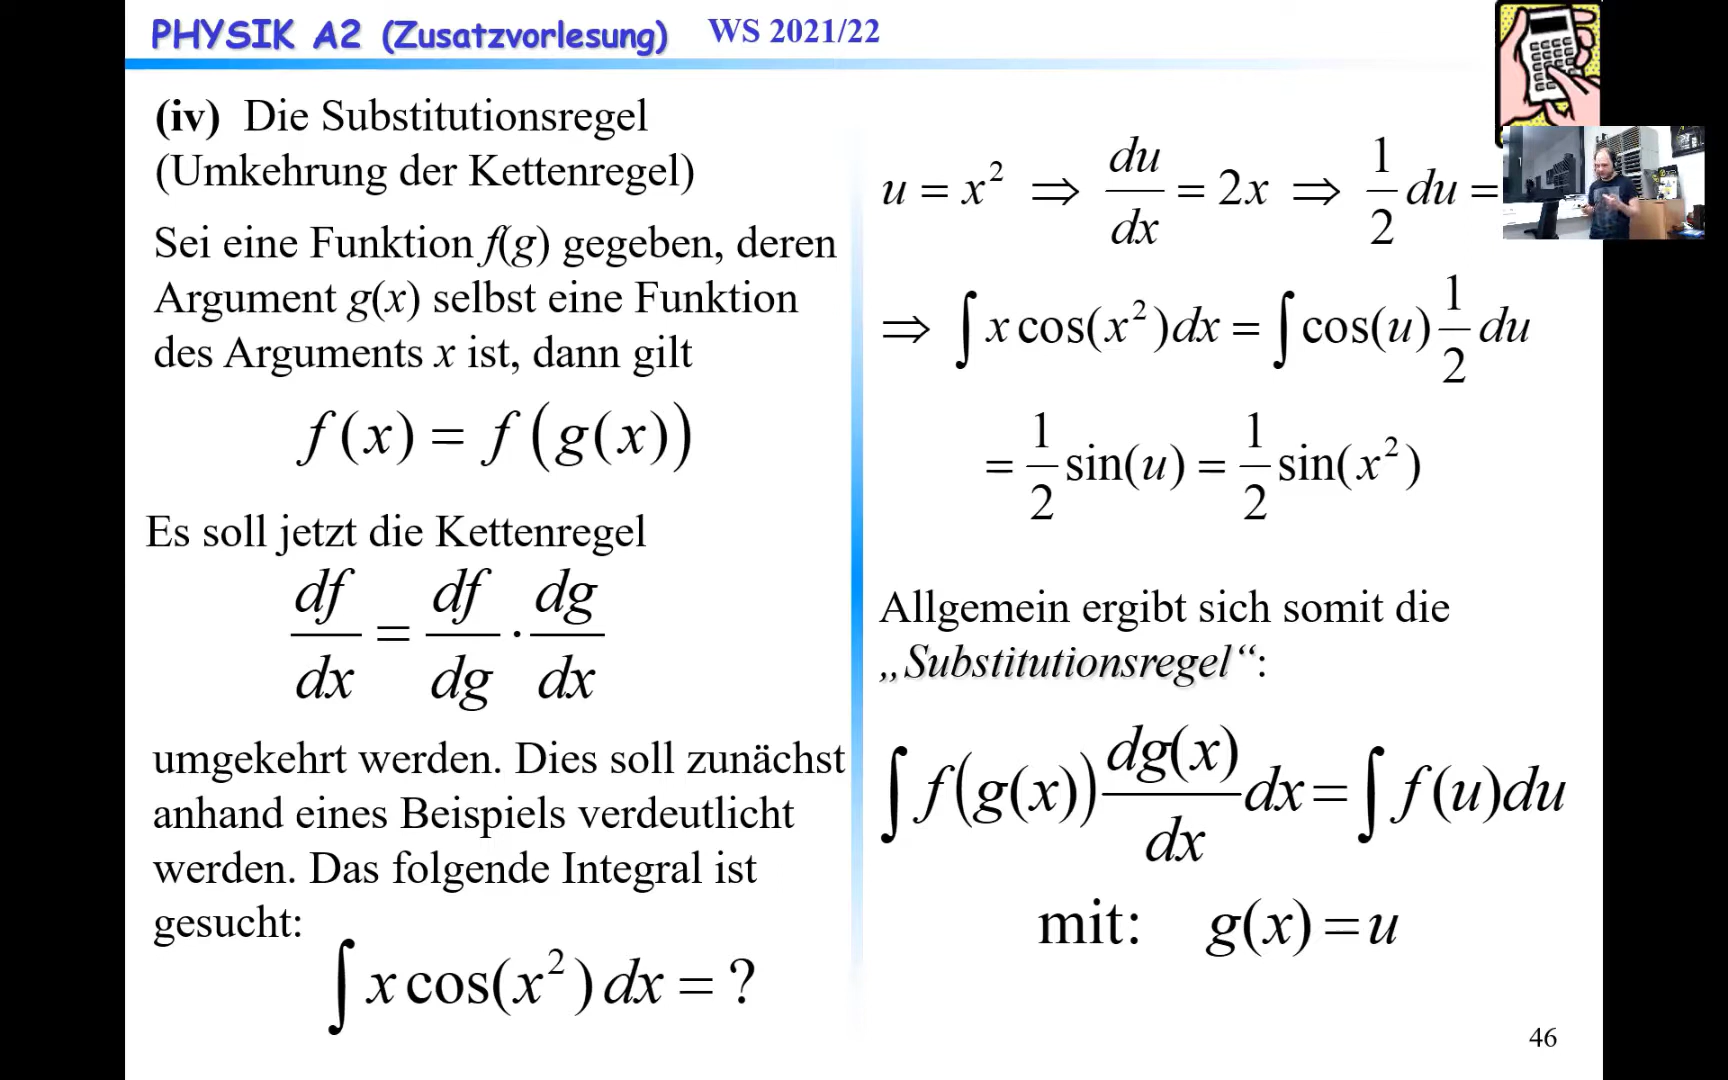 PHYSIK A2 (Zusatzvorlesung) WS 2021/22
(iv) Die Substitutionsregel
(Umkehrung der Kettenregel)
Sei eine Funktion f(g) gegeben, deren
Argument g(x) selbst eine Funktion
des Arguments x ist, dann gilt
f(x) = f(g(x))
Es soll jetzt die Kettenregel
df/dx = df/dg · dg/dx
umgekehrt werden. Dies soll zunächst
anhand eines Beispiels verdeutlicht
werden. Das folgende Integral ist
gesucht:
∫ x cos(x²) dx = ?
u = x² ⇒ du/dx = 2x ⇒ 1/2 du =
⇒ ∫ x cos(x²)dx = ∫ cos(u) 1/2 du
= 1/2 sin(u) = 1/2 sin(x²)
Allgemein ergibt sich somit die
„Substitutionsregel“:
∫ f(g(x)) dg(x)/dx dx = ∫ f(u)du
mit: g(x) = u
46